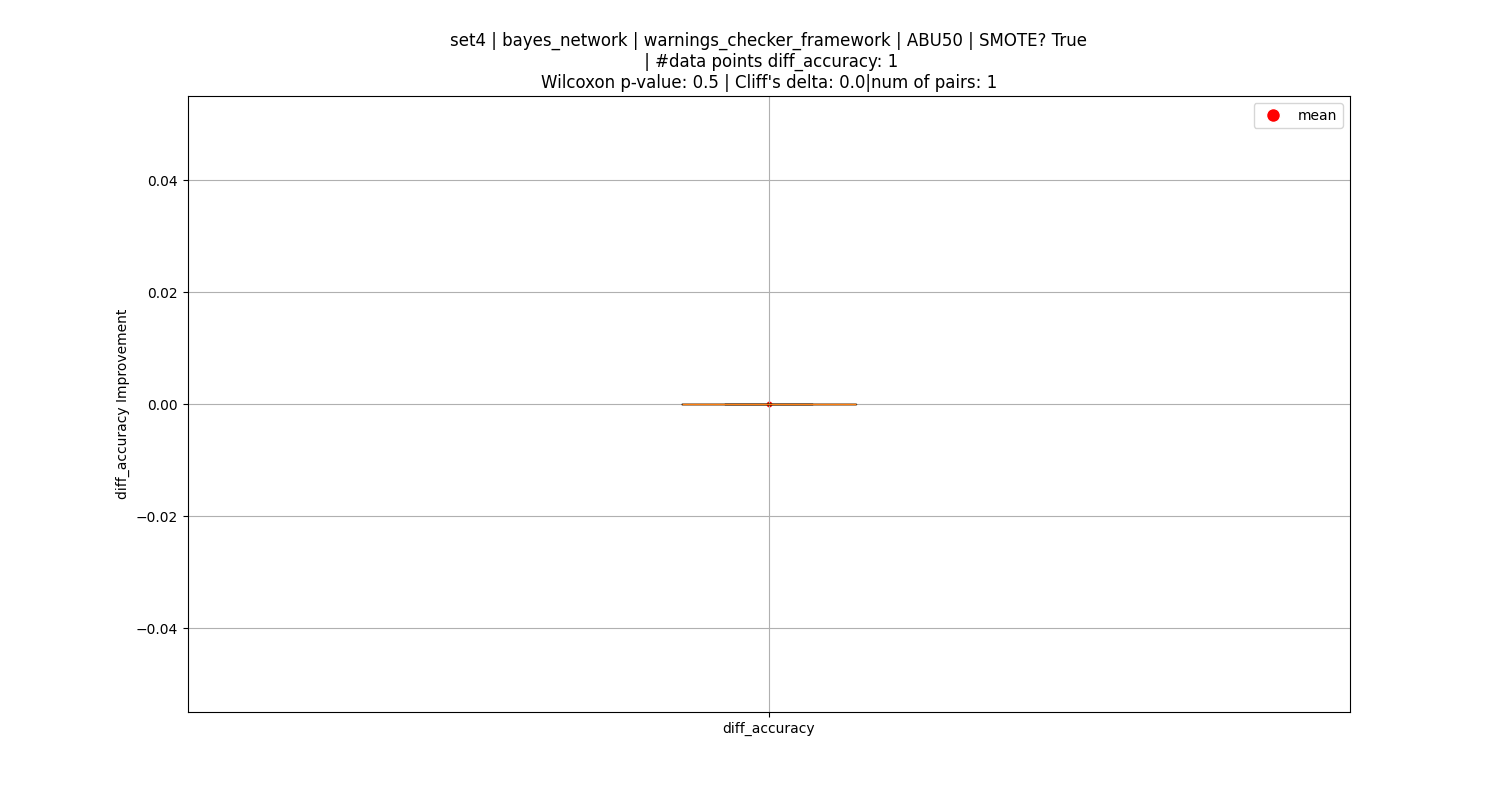 set4 | bayes_network | warnings_checker_framework | ABU50 | SMOTE? True
| #data points diff_accuracy: 1
Wilcoxon p-value: 0.5 | Cliff's delta: 0.0|num of pairs: 1
mean
0.04
0.02
0.00
−0.02
−0.04
diff_accuracy Improvement
diff_accuracy